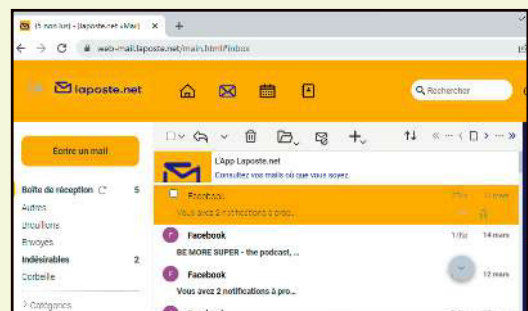 (5 non lus) - (laposte.net - Mail)
web-mail.laposte.net/main.html#inbox
laposte.net
Rechercher
Écrire un mail
L'App Laposte.net
Consultez vos mails où que vous soyez.
Boîte de réception 5
Facebook
Vous avez 2 notifications à prop...
Autres
Brouillons
Envoyés
Facebook 14 mars
BE MORE SUPER - the podcast, ...
Indésirables 2
Corbeille
Facebook 12 mars
Vous avez 2 notifications à pro...
Catégories
Facebook